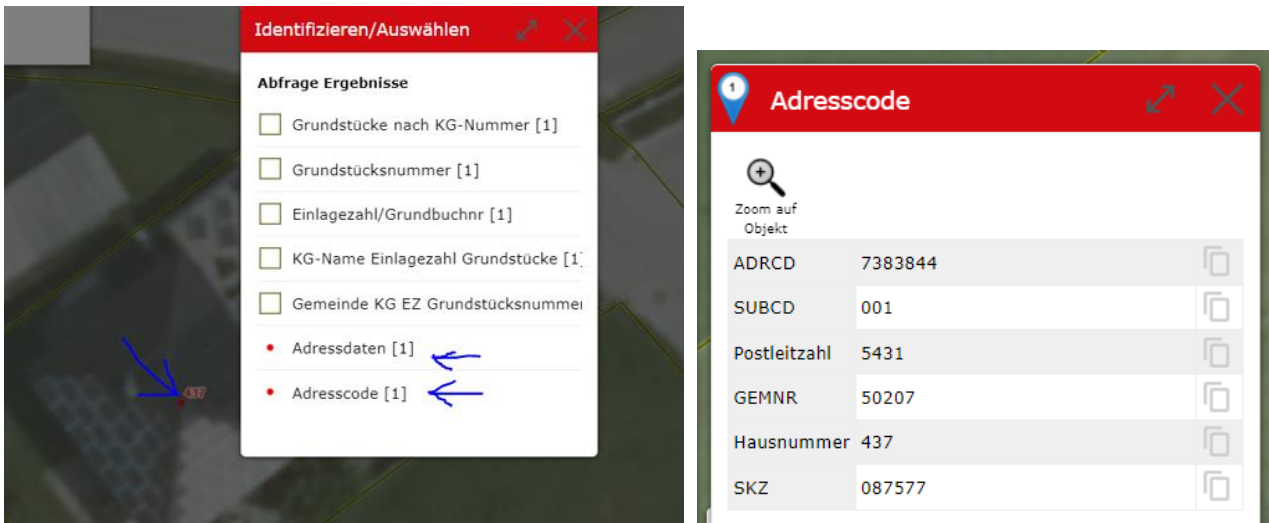 Identifizieren/Auswählen
Abfrage Ergebnisse
Grundstücke nach KG-Nummer [1]
Grundstücksnummer [1]
Einlagezahl/Grundbuchnr [1]
KG-Name Einlagezahl Grundstücke [1]
Gemeinde KG EZ Grundstücksnummer
Adressdaten [1]
Adresscode [1]
437
1
Adresscode
Zoom auf
Objekt
ADRCD 7383844
SUBCD 001
Postleitzahl 5431
GEMNR 50207
Hausnummer 437
SKZ 087577